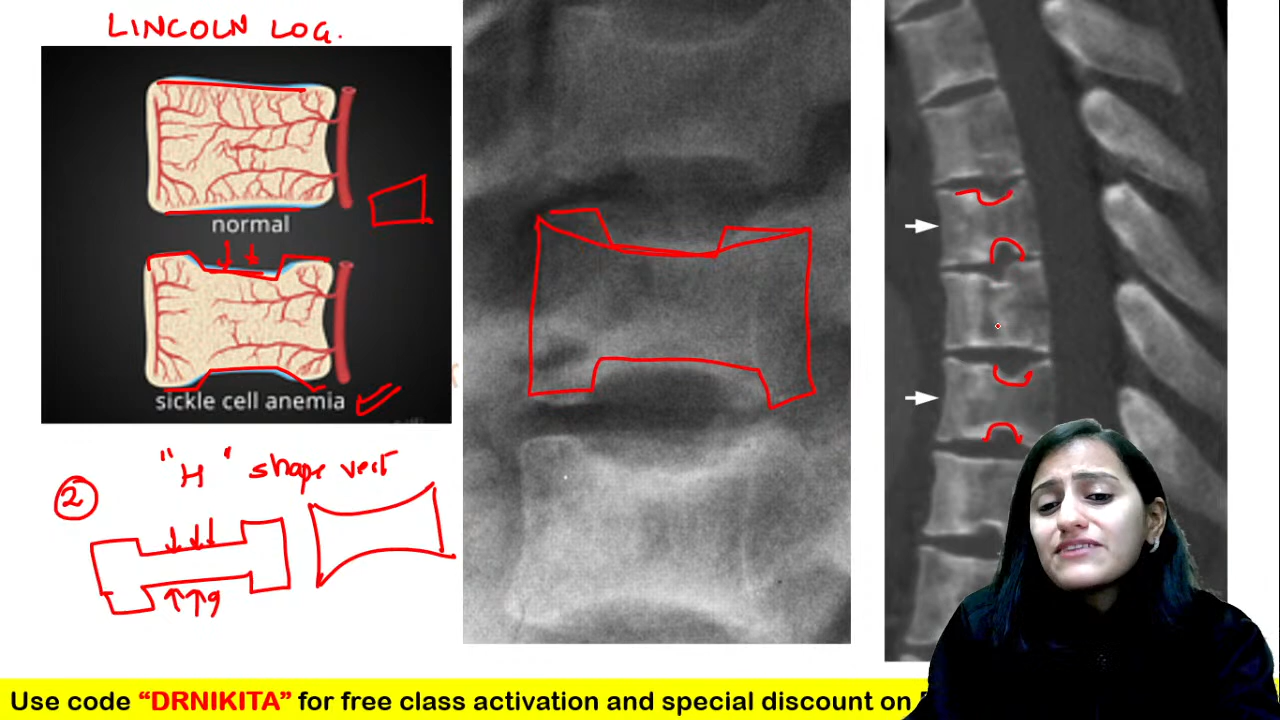 LINCOLN LOG.
normal
sickle cell anemia
"H" shape vert
2
Use code “DRNIKITA” for free class activation and special discount on